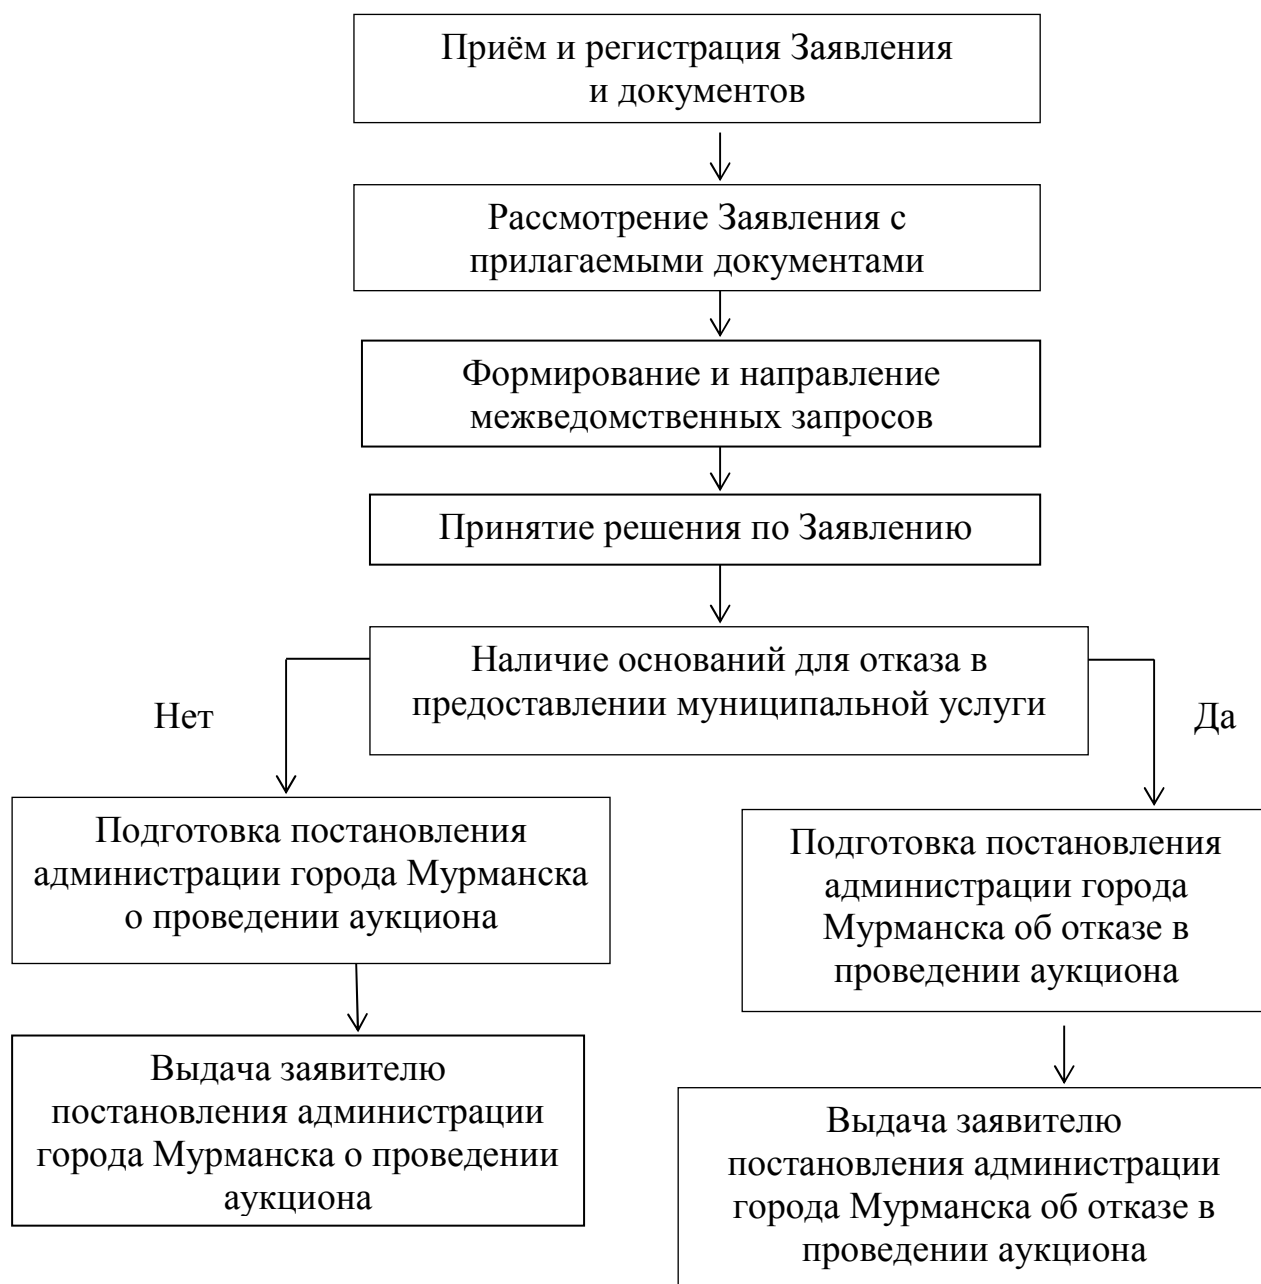 Приём и регистрация Заявления
и документов
Рассмотрение Заявления с
прилагаемыми документами
Формирование и направление
межведомственных запросов
Принятие решения по Заявлению
Наличие оснований для отказа в
предоставлении муниципальной услуги
Нет
Да
Подготовка постановления
администрации города Мурманска
о проведении аукциона
Подготовка постановления
администрации города
Мурманска об отказе в
проведении аукциона
Выдача заявителю
постановления администрации
города Мурманска о проведении
аукциона
Выдача заявителю
постановления администрации
города Мурманска об отказе в
проведении аукциона